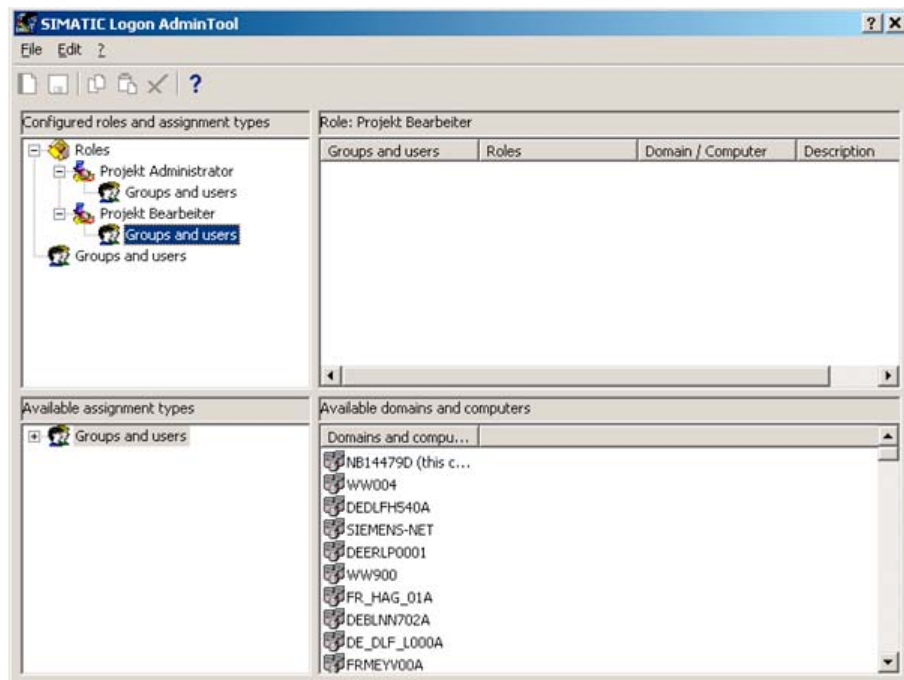 SIMATIC Logon AdminTool
File Edit ?
Configured roles and assignment types
Roles
Projekt Administrator
Groups and users
Projekt Bearbeiter
Groups and users
Groups and users
Role: Projekt Bearbeiter
Groups and users Roles Domain / Computer Description
Available assignment types
Groups and users
Available domains and computers
Domains and compu...
NB14479D (this c...
WW004
DEDLFH540A
SIEMENS-NET
DEERLP0001
WW900
FR_HAG_01A
DEBLNN702A
DE_DLF_L000A
FRMEYV00A